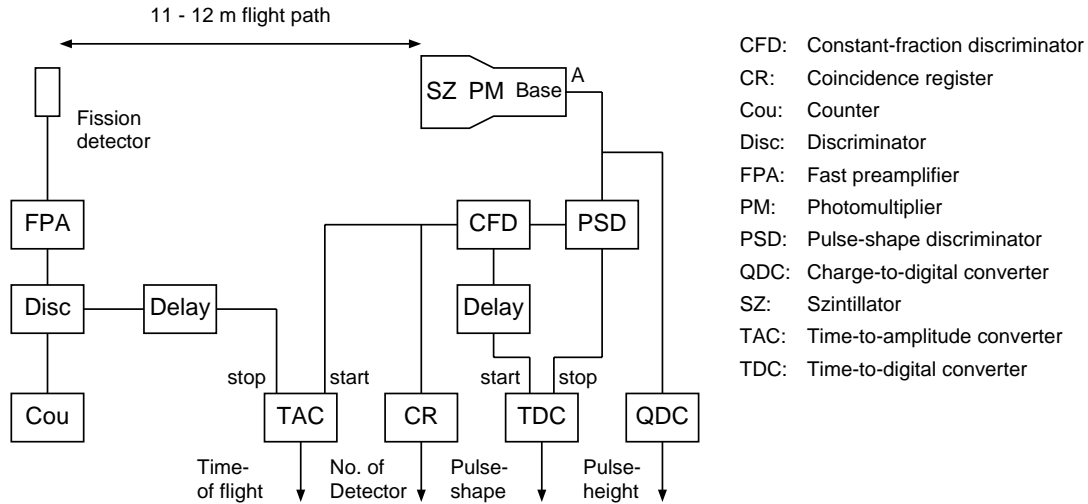 11 - 12 m flight path
SZ PM Base A
Fission
detector
FPA
CFD
PSD
Disc
Delay
Delay
stop
start
start
stop
Cou
TAC
CR
TDC
QDC
Time-
of flight
No. of
Detector
Pulse-
shape
Pulse-
height
CFD: Constant-fraction discriminator
CR: Coincidence register
Cou: Counter
Disc: Discriminator
FPA: Fast preamplifier
PM: Photomultiplier
PSD: Pulse-shape discriminator
QDC: Charge-to-digital converter
SZ: Szintillator
TAC: Time-to-amplitude converter
TDC: Time-to-digital converter